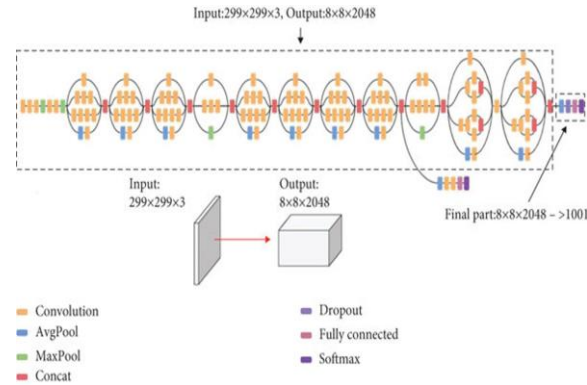 Input:299×299×3, Output:8×8×2048
Input:
299×299×3
Output:
8×8×2048
Final part:8×8×2048 – >1001
Convolution
AvgPool
MaxPool
Concat
Dropout
Fully connected
Softmax